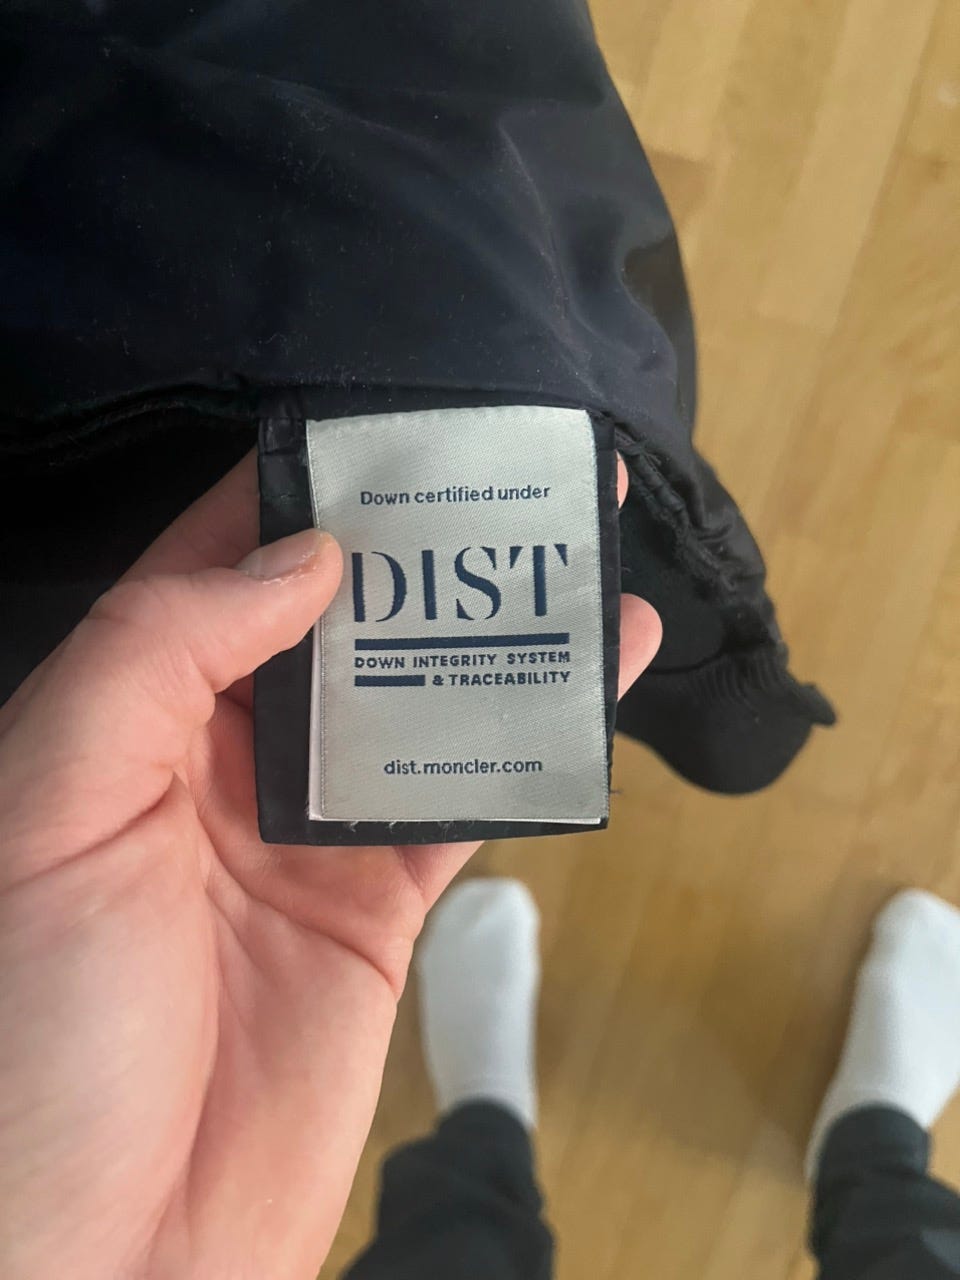 Down certified under
DIST
DOWN INTEGRITY SYSTEM
& TRACEABILITY
dist.moncler.com